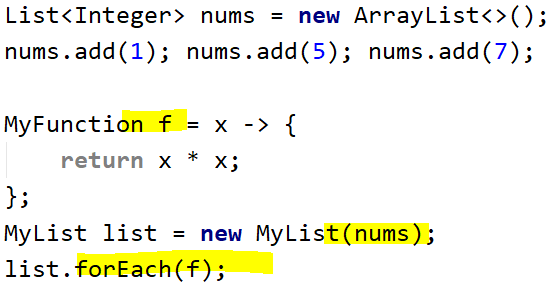 List<Integer> nums = new ArrayList<>();
nums.add(1); nums.add(5); nums.add(7);
MyFunction f = x -> {
    return x * x;
};
MyList list = new MyList(nums);
list.forEach(f);